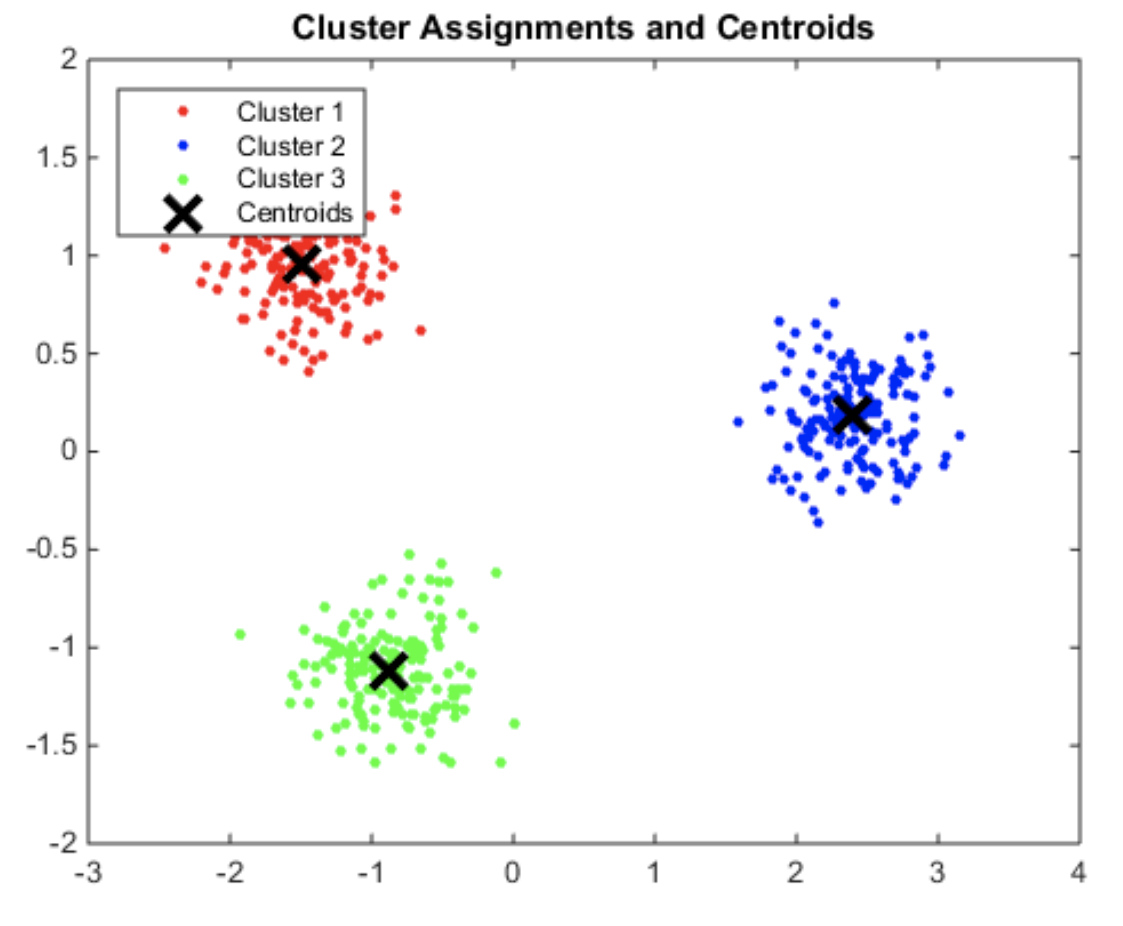 Cluster Assignments and Centroids
2
Cluster 1
Cluster 2
1.5
Cluster 3
Centroids
1
0.5
0
-0.5
-1
-1.5
-2
-3 -2 -1 0 1 2 3 4